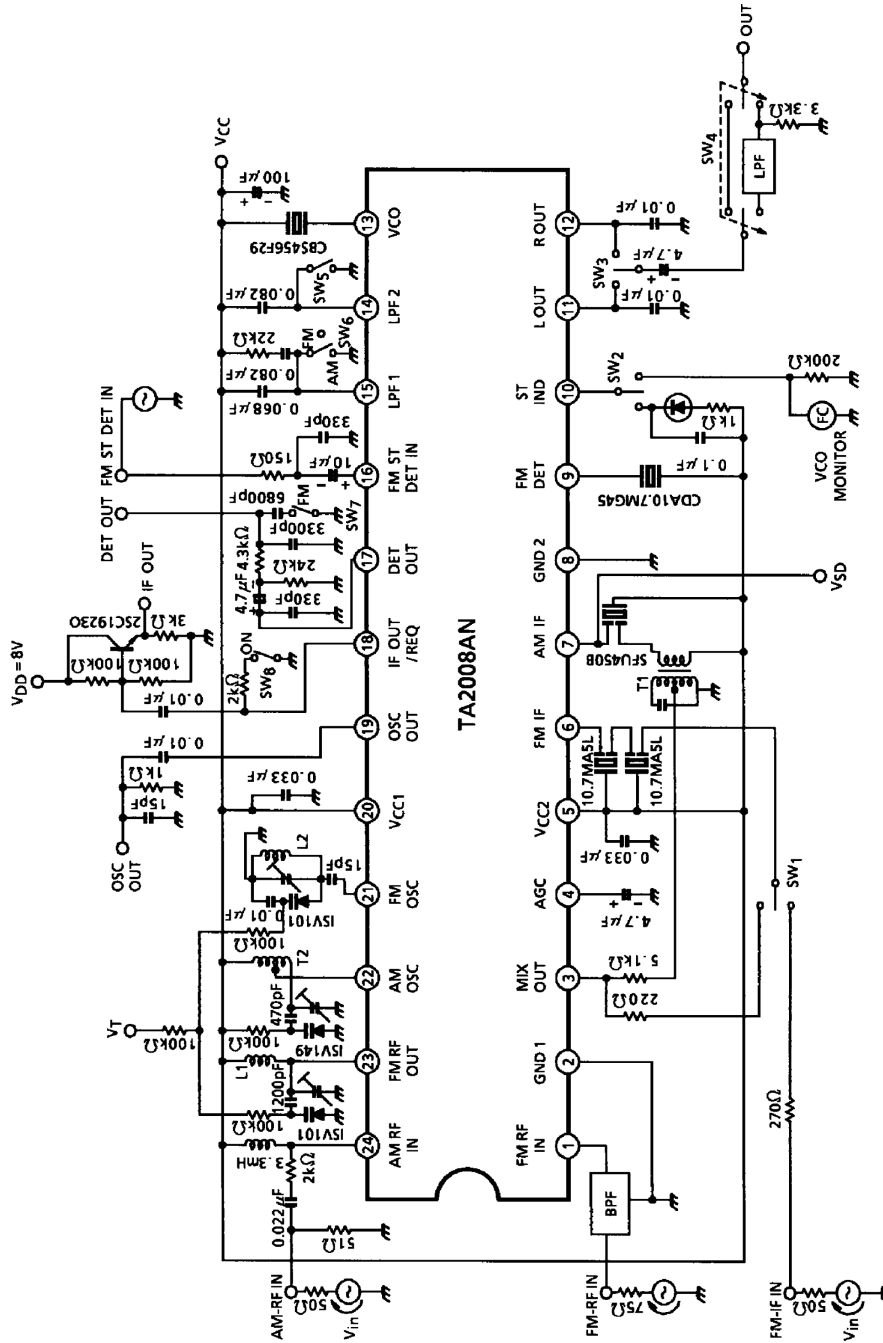 VDD = 8V
100kΩ
2SC1923O
IF OUT
3kΩ
100kΩ
0.01μF
2kΩ
ON
SW8
DET OUT
FM ST DET IN
OSC OUT
15pF
1kΩ
0.01μF
4.7μF
4.3kΩ
330pF
24kΩ
3300pF
6800pF
FM
SW7
150Ω
330pF
10μF
VT
100kΩ
VCC
100μF
CBS456F29
0.082μF
SW5
22kΩ
0.082μF
0.068μF
FM
AM
SW6
0.033μF
L2
15pF
0.01μF
100kΩ
ISV101
T2
470pF
100kΩ
ISV149
L1
1200pF
100kΩ
ISV101
3.3mH
2kΩ
0.022μF
51Ω
AM-RF IN
50Ω
Vin
24
23
22
21
20
19
18
17
16
15
14
13
AM RF IN
FM RF OUT
AM OSC
FM OSC
VCC1
OSC OUT
IF OUT /REQ
DET OUT
FM ST DET IN
LPF 1
LPF 2
VCO
TA2008AN
FM RF IN
GND 1
MIX OUT
AGC
VCC2
FM IF
AM IF
GND 2
FM DET
ST IND
L OUT
R OUT
1
2
3
4
5
6
7
8
9
10
11
12
BPF
FM-RF IN
75Ω
FM-IF IN
50Ω
Vin
270Ω
220Ω
5.1kΩ
4.7μF
0.033μF
SW1
10.7MA5L
10.7MA5L
T1
SFU450B
VSD
CDA10.7MG45
0.1μF
1kΩ
SW2
FC
VCO MONITOR
200kΩ
0.01μF
SW3
4.7μF
0.01μF
SW4
LPF
3.3kΩ
OUT